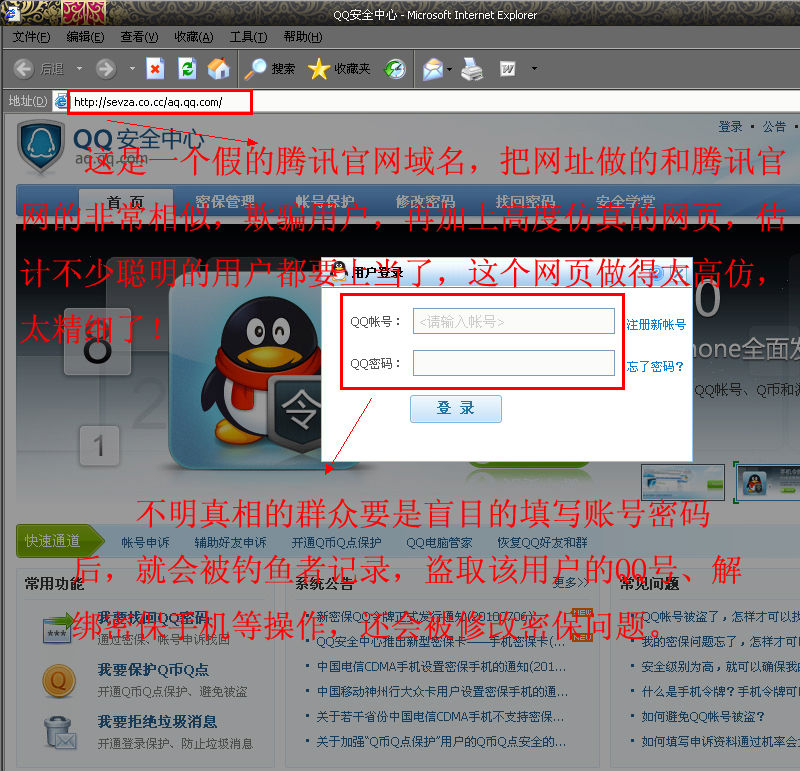 QQ安全中心 - Microsoft Internet Explorer
文件(F) 编辑(E) 查看(V) 收藏(A) 工具(T) 帮助(H)
后退 搜索 收藏夹
地址(D) http://sevza.co.cc/aq.qq.com/
登录 · 公告 ·
QQ安全中心
aq.qq.com
这是一个假的腾讯官网域名，把网址做的和腾讯官
首 页 密保管理 帐号保护 修改密码 找回密码 安全学堂
网的非常相似，欺骗用户，再加上高度仿真的网页，估
计不少聪明的用户都要上当了，这个网页做得太高仿，
太精细了！
用户登录
QQ帐号： <请输入帐号> 注册新帐号
QQ密码： 忘了密码?
登 录
0
hone全面发
QQ帐号、Q币和游
8
2
1
令
不明真相的群众要是盲目的填写账号密码
快速通道 帐号申诉 辅助好友申诉 开通Q币Q点保护 QQ电脑管家 恢复QQ好友和群
后，就会被钓鱼者记录，盗取该用户的QQ号、解
绑密保手机等操作，还会被修改密保问题。
常用功能
我要找回QQ密码
通过密保、帐号申诉找回
我要保护Q币Q点
开通Q币Q点保护、避免被盗
我要拒绝垃圾消息
开通登录保护、防止垃圾消息
系统公告 更多>>
· 新密保QQ令牌正式发行通知(20100706) NEW
· QQ安全中心推出新型密保卡——手机密保卡(... NEW
· 中国电信CDMA手机设置密保手机的通知(201...
· 中国移动神州行大众卡用户设置密保手机的通...
· 关于若干省份中国电信CDMA手机不支持密保...
· 关于加强“Q币Q点保护”用户的Q币Q点安全的...
常见问题
· QQ帐号被盗了，怎样才可以找
· 我的密保问题忘了，怎样才可
· 安全级别为高，就可以确保我
· 什么是手机令牌? 手机令牌可
· 如何避免QQ帐号被盗?
· 如何填写申诉资料通过机率会